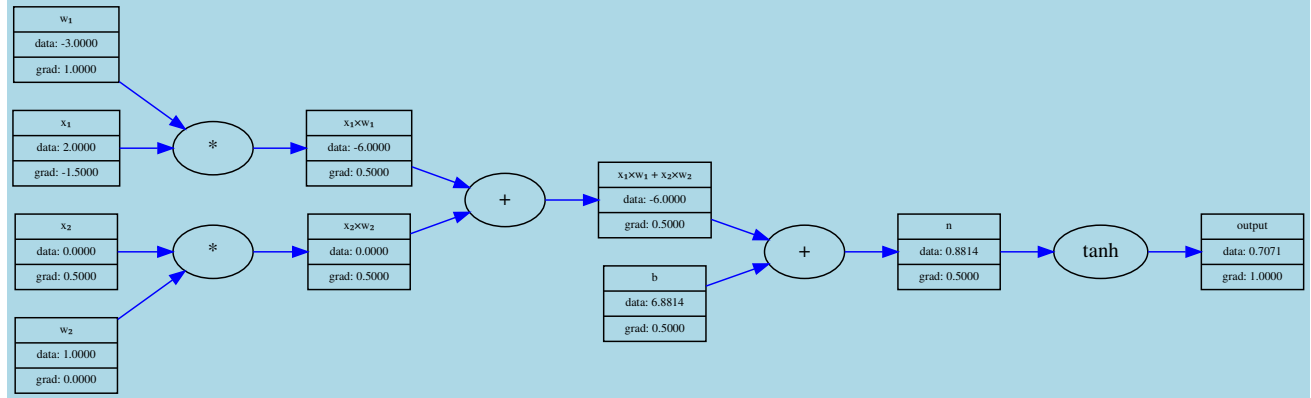 w₁
data: -3.0000
grad: 1.0000
x₁
data: 2.0000
grad: -1.5000
*
x₁×w₁
data: -6.0000
grad: 0.5000
x₂
data: 0.0000
grad: 0.5000
*
x₂×w₂
data: 0.0000
grad: 0.5000
w₂
data: 1.0000
grad: 0.0000
+
x₁×w₁ + x₂×w₂
data: -6.0000
grad: 0.5000
b
data: 6.8814
grad: 0.5000
+
n
data: 0.8814
grad: 0.5000
tanh
output
data: 0.7071
grad: 1.0000